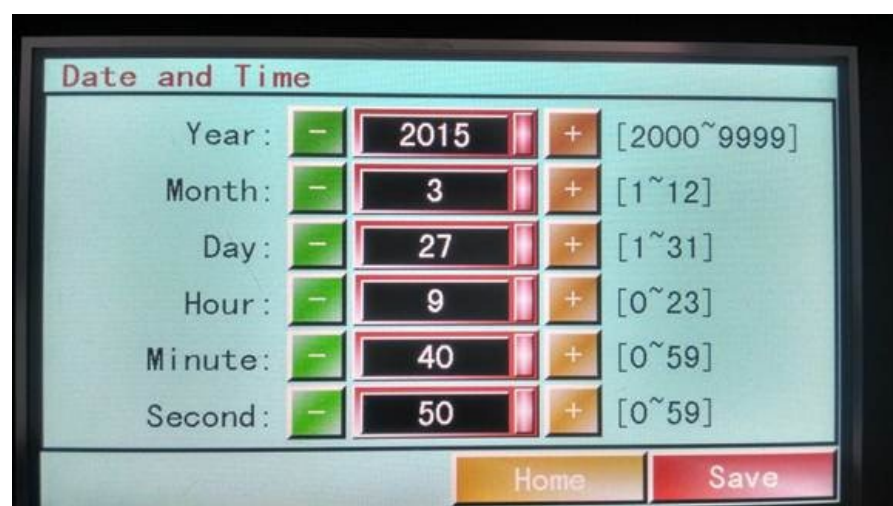 Date and Time
Year: - 2015 + [2000~9999]
Month: - 3 + [1~12]
Day: - 27 + [1~31]
Hour: - 9 + [0~23]
Minute: - 40 + [0~59]
Second: - 50 + [0~59]
Home Save